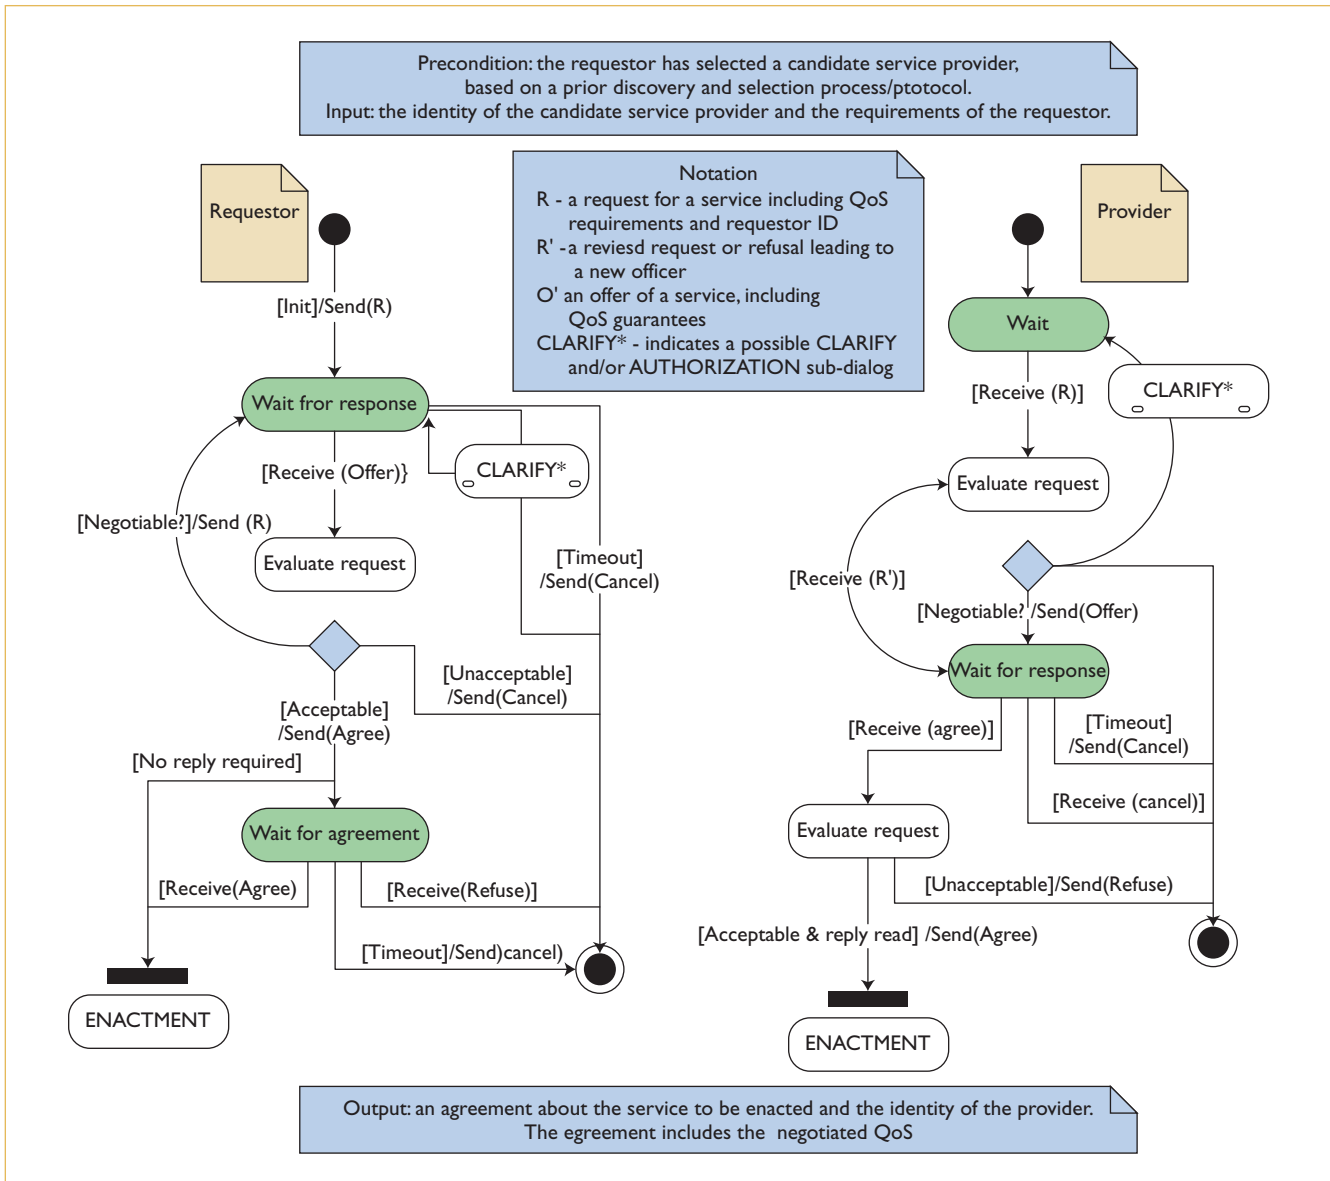 Precondition: the requestor has selected a candidate service provider,
based on a prior discovery and selection process/ptotocol.
Input: the identity of the candidate service provider and the requirements of the requestor.
Requestor
Notation
R - a request for a service including QoS
requirements and requestor ID
R' - a reviesd request or refusal leading to
a new officer
O' an offer of a service, including
QoS guarantees
CLARIFY* - indicates a possible CLARIFY
and/or AUTHORIZATION sub-dialog
Provider
[Init]/Send(R)
Wait fror response
[Receive (Offer)}
CLARIFY*
[Negotiable?]/Send (R)
Evaluate request
[Timeout]
/Send(Cancel)
[Unacceptable]
/Send(Cancel)
[Acceptable]
/Send(Agree)
[No reply required]
Wait for agreement
[Receive(Agree)
[Receive(Refuse)]
[Timeout]/Send)cancel)
ENACTMENT
Wait
[Receive (R)]
CLARIFY*
Evaluate request
[Receive (R')]
[Negotiable? /Send(Offer)
Wait for response
[Receive (agree)]
[Timeout]
/Send(Cancel)
[Receive (cancel)]
Evaluate request
[Unacceptable]/Send(Refuse)
[Acceptable & reply read] /Send(Agree)
ENACTMENT
Output: an agreement about the service to be enacted and the identity of the provider.
The egreement includes the  negotiated QoS